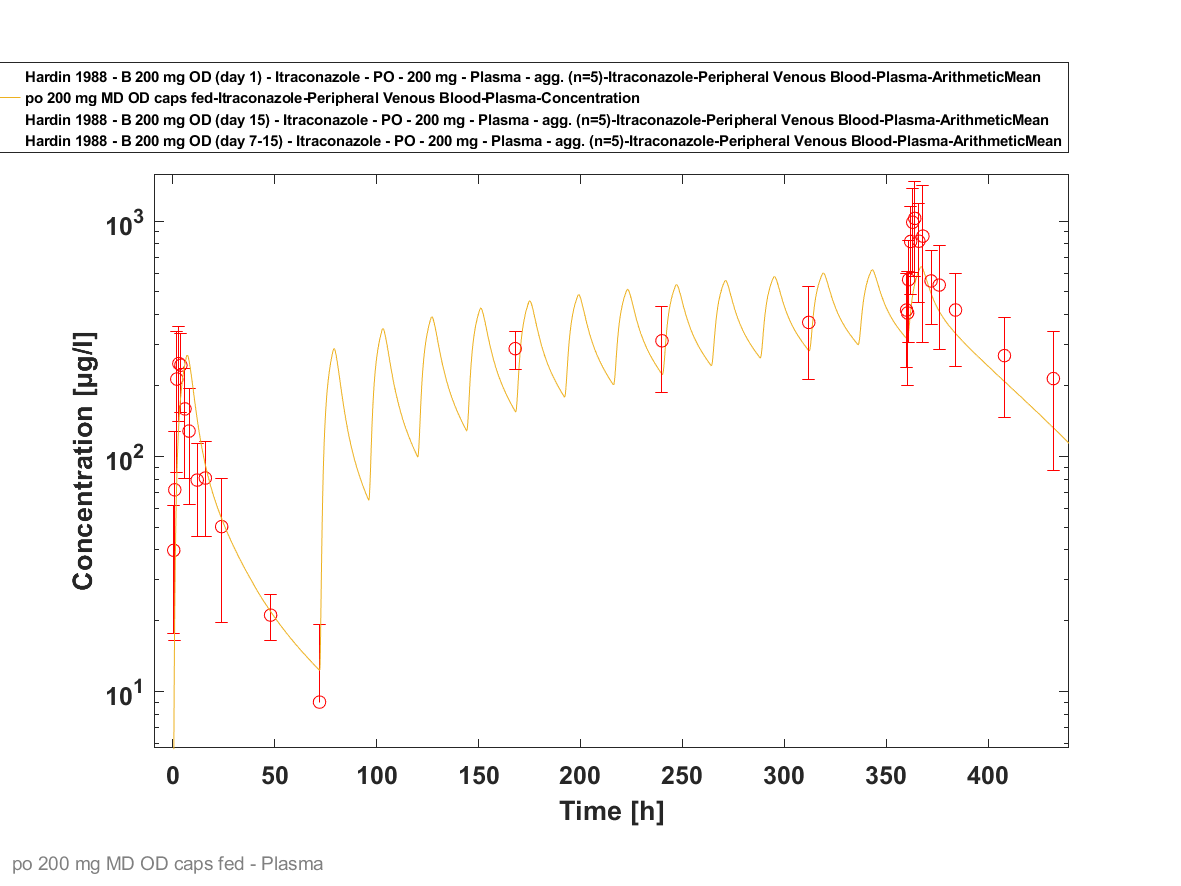 Hardin 1988 - B 200 mg OD (day 1) - Itraconazole - PO - 200 mg - Plasma - agg. (n=5)-Itraconazole-Peripheral Venous Blood-Plasma-ArithmeticMean
po 200 mg MD OD caps fed-Itraconazole-Peripheral Venous Blood-Plasma-Concentration
Hardin 1988 - B 200 mg OD (day 15) - Itraconazole - PO - 200 mg - Plasma - agg. (n=5)-Itraconazole-Peripheral Venous Blood-Plasma-ArithmeticMean
Hardin 1988 - B 200 mg OD (day 7-15) - Itraconazole - PO - 200 mg - Plasma - agg. (n=5)-Itraconazole-Peripheral Venous Blood-Plasma-ArithmeticMean
10³
10²
10¹
Concentration [µg/l]
0 50 100 150 200 250 300 350 400
Time [h]
po 200 mg MD OD caps fed - Plasma